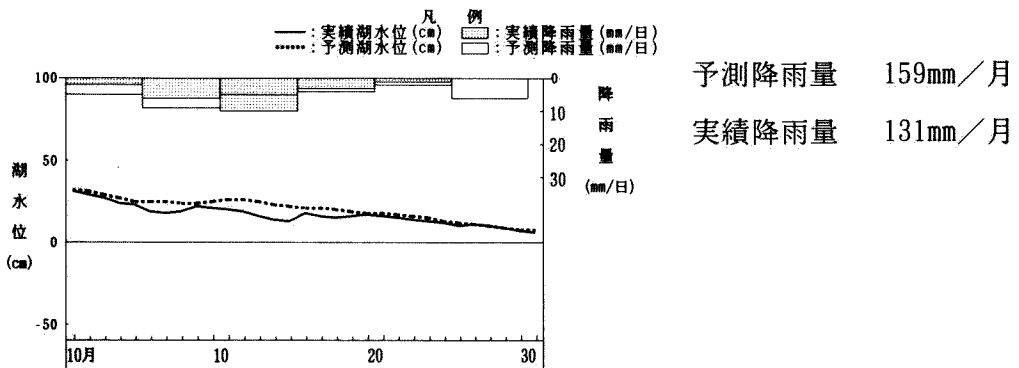 凡 例
：実績湖水位(cm) ：実績降雨量(mm/日)
：予測湖水位(cm) ：予測降雨量(mm/日)
100
50
0
-50
湖水位(cm)
0
10
20
30
降雨量(mm/日)
10月 10 20 30
予測降雨量 159mm／月
実績降雨量 131mm／月